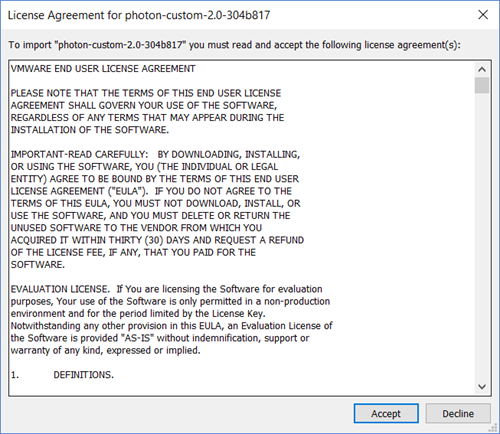 License Agreement for photon-custom-2.0-304b817
To import "photon-custom-2.0-304b817" you must read and accept the following license agreement(s):
VMWARE END USER LICENSE AGREEMENT
PLEASE NOTE THAT THE TERMS OF THIS END USER LICENSE
AGREEMENT SHALL GOVERN YOUR USE OF THE SOFTWARE,
REGARDLESS OF ANY TERMS THAT MAY APPEAR DURING THE
INSTALLATION OF THE SOFTWARE.
IMPORTANT-READ CAREFULLY:   BY DOWNLOADING, INSTALLING,
OR USING THE SOFTWARE, YOU (THE INDIVIDUAL OR LEGAL
ENTITY) AGREE TO BE BOUND BY THE TERMS OF THIS END USER
LICENSE AGREEMENT ("EULA").  IF YOU DO NOT AGREE TO THE
TERMS OF THIS EULA, YOU MUST NOT DOWNLOAD, INSTALL, OR
USE THE SOFTWARE, AND YOU MUST DELETE OR RETURN THE
UNUSED SOFTWARE TO THE VENDOR FROM WHICH YOU
ACQUIRED IT WITHIN THIRTY (30) DAYS AND REQUEST A REFUND
OF THE LICENSE FEE, IF ANY, THAT YOU PAID FOR THE
SOFTWARE.
EVALUATION LICENSE.  If You are licensing the Software for evaluation
purposes, Your use of the Software is only permitted in a non-production
environment and for the period limited by the License Key.
Notwithstanding any other provision in this EULA, an Evaluation License of
the Software is provided "AS-IS" without indemnification, support or
warranty of any kind, expressed or implied.
1.	DEFINITIONS.
Accept
Decline